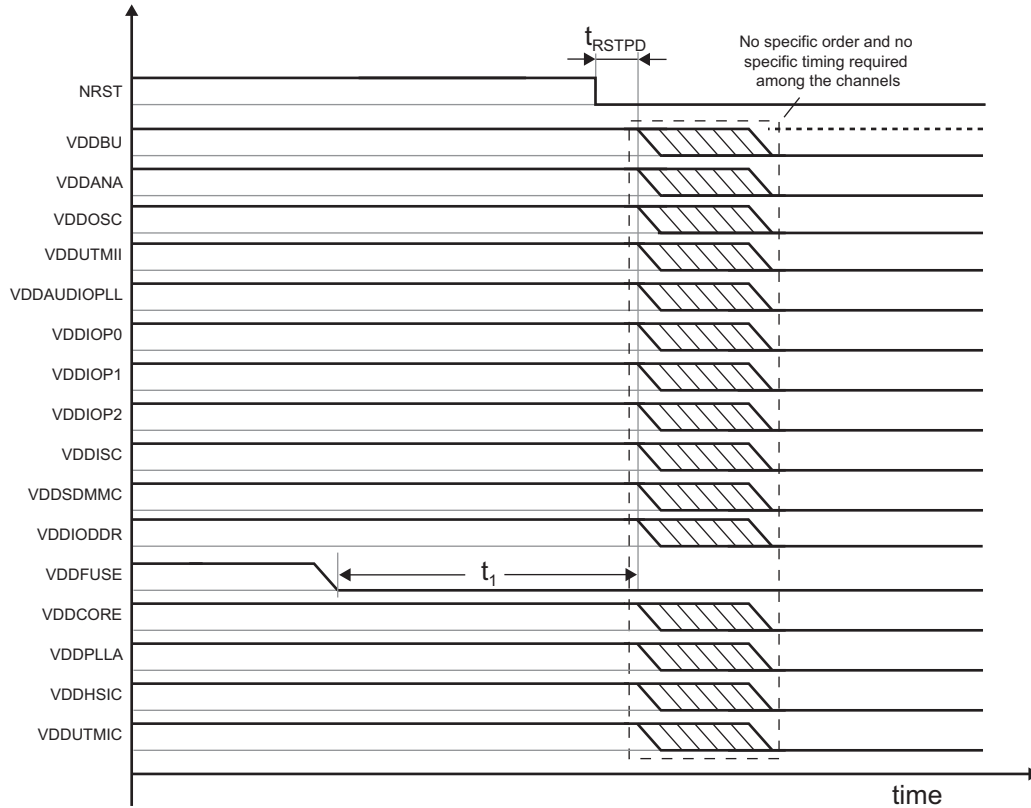 tRSTPD
No specific order and no
specific timing required
among the channels
NRST
VDDBU
VDDANA
VDDOSC
VDDUTMII
VDDAUDIOPLL
VDDIOP0
VDDIOP1
VDDIOP2
VDDISC
VDDSDMMC
VDDIODDR
VDDFUSE
t1
VDDCORE
VDDPLLA
VDDHSIC
VDDUTMIC
time